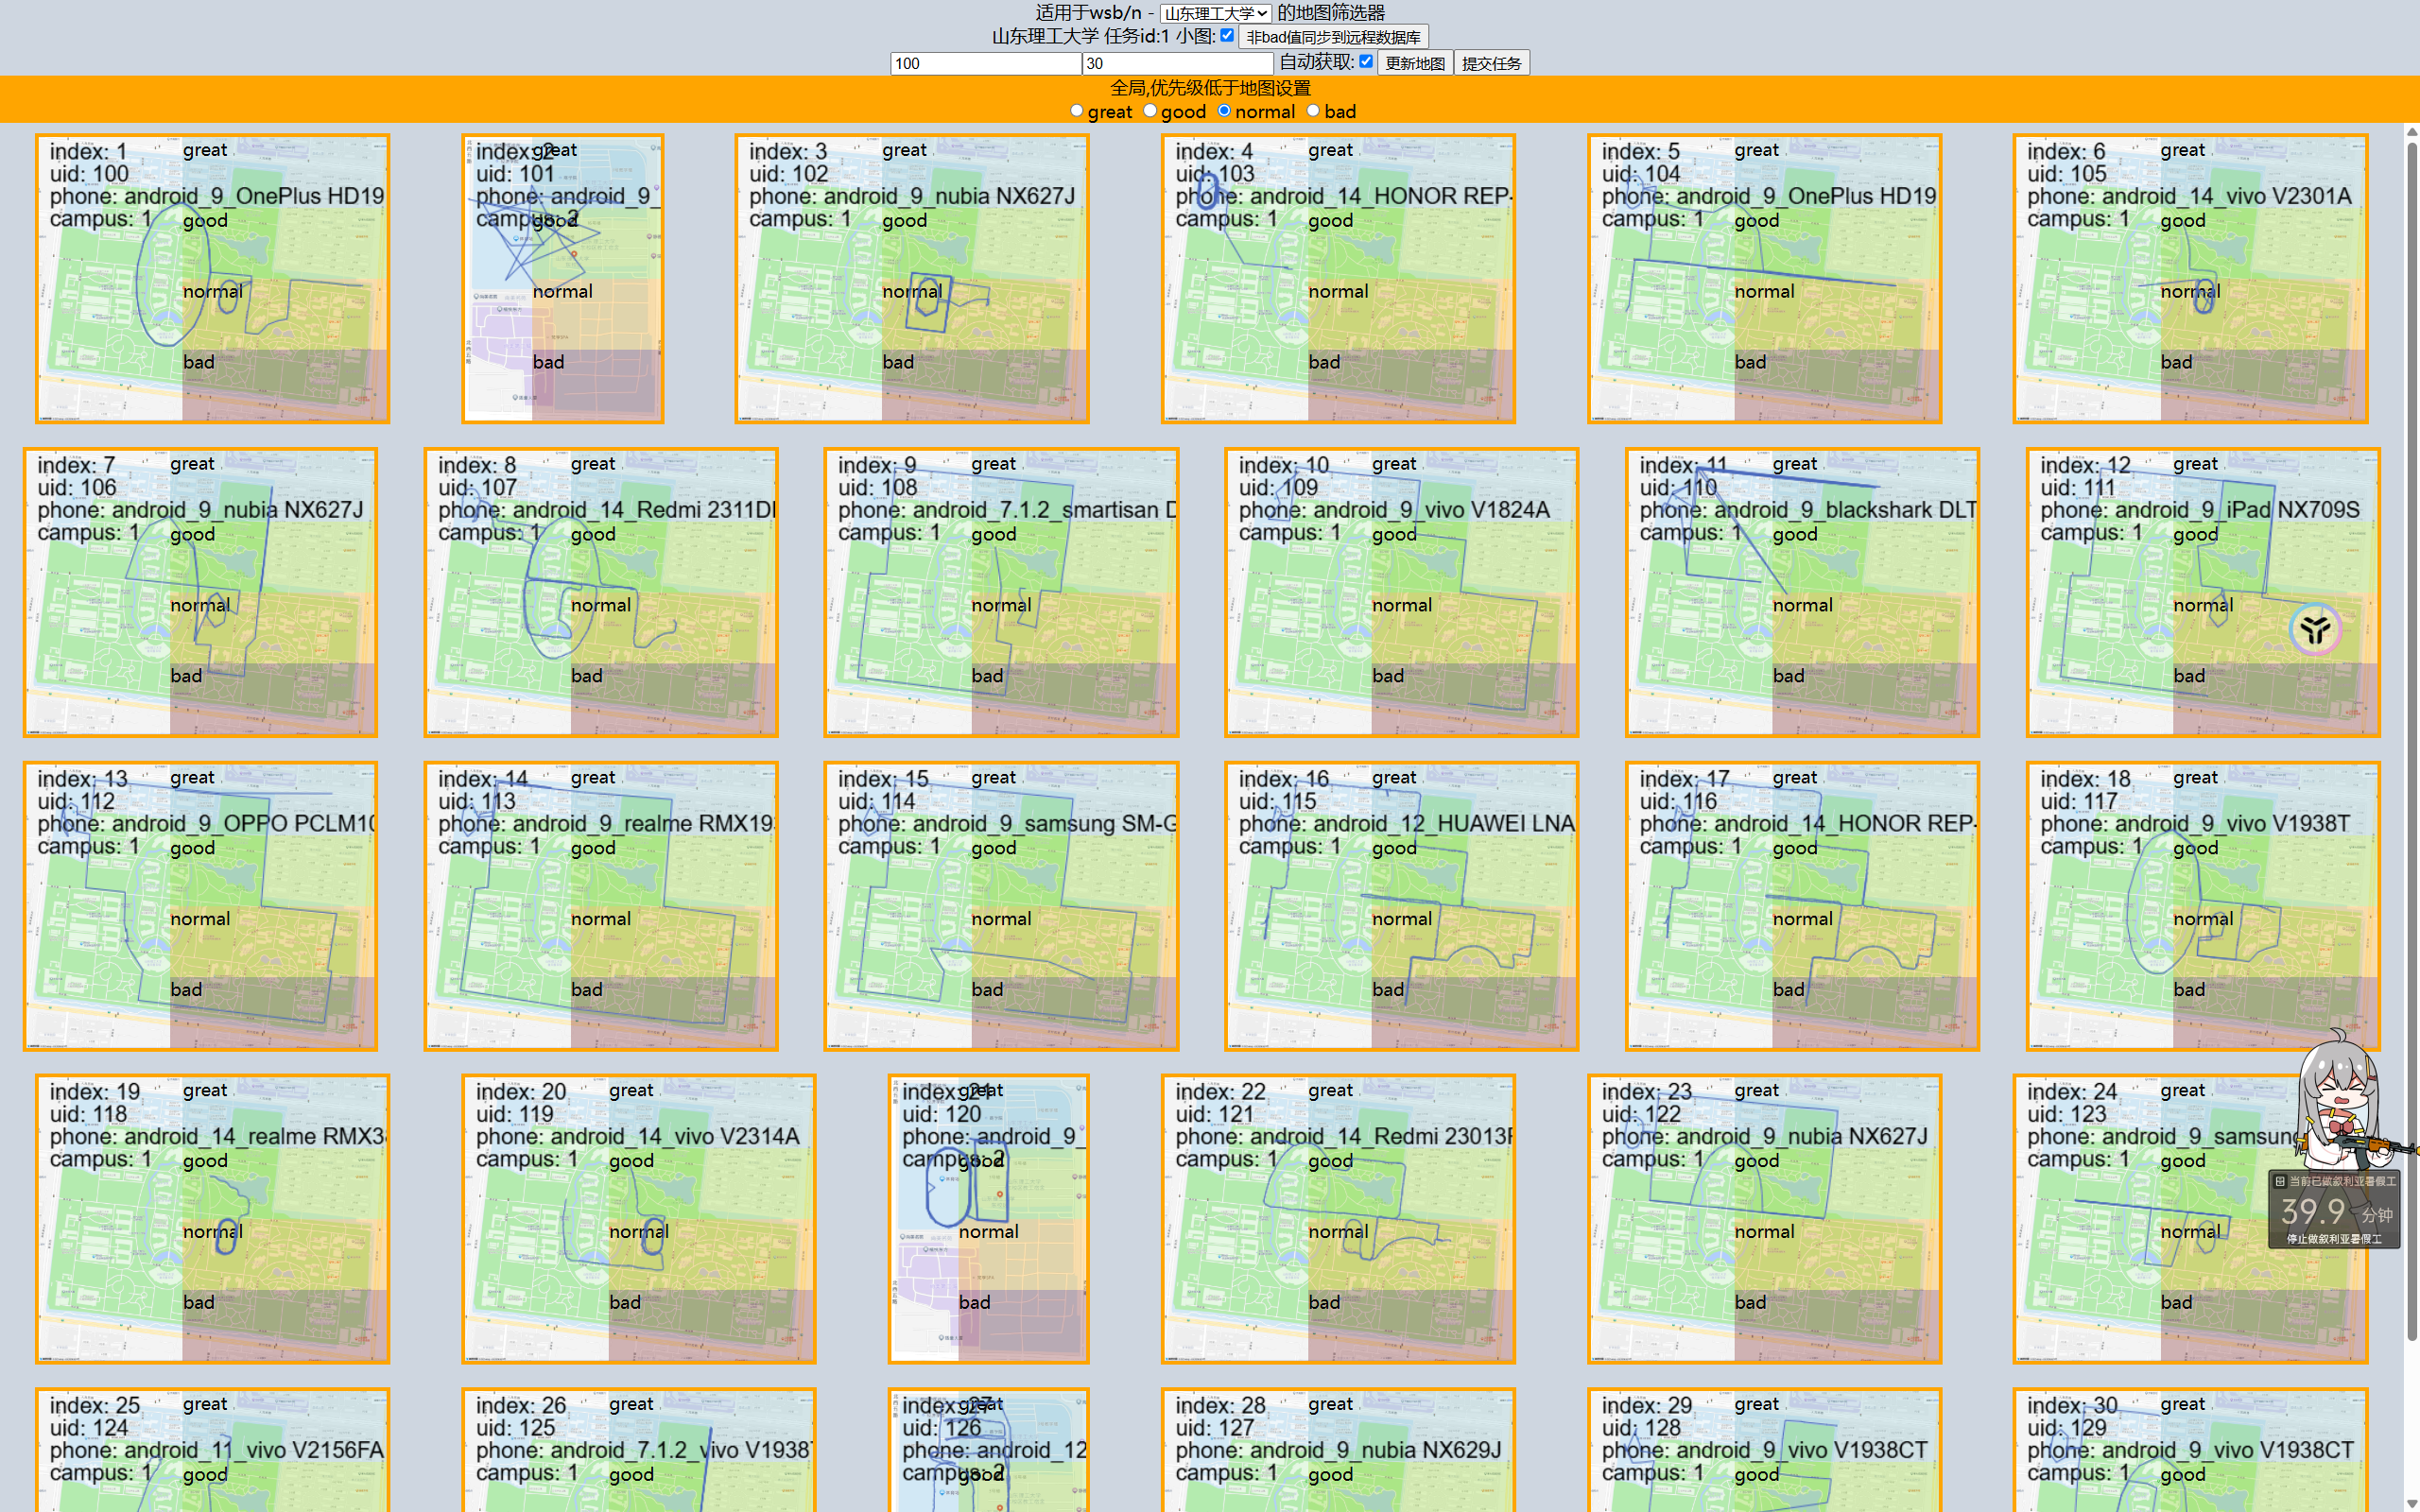 适用于wsb/n - 山东理工大学 的地图筛选器
山东理工大学 任务id:1 小图: 非bad值同步到远程数据库
100 30 自动获取: 更新地图 提交任务
全局,优先级低于地图设置
great good normal bad
index: 1
uid: 100
phone: android_9_OnePlus HD19
campus: 1
great
good
normal
bad
index: 2
uid: 101
phone: android_9_
campus: 2
great
good
normal
bad
index: 3
uid: 102
phone: android_9_nubia NX627J
campus: 1
great
good
normal
bad
index: 4
uid: 103
phone: android_14_HONOR REP-
campus: 1
great
good
normal
bad
index: 5
uid: 104
phone: android_9_OnePlus HD19
campus: 1
great
good
normal
bad
index: 6
uid: 105
phone: android_14_vivo V2301A
campus: 1
great
good
normal
bad
index: 7
uid: 106
phone: android_9_nubia NX627J
campus: 1
great
good
normal
bad
index: 8
uid: 107
phone: android_14_Redmi 2311D
campus: 1
great
good
normal
bad
index: 9
uid: 108
phone: android_7.1.2_smartisan D
campus: 1
great
good
normal
bad
index: 10
uid: 109
phone: android_9_vivo V1824A
campus: 1
great
good
normal
bad
index: 11
uid: 110
phone: android_9_blackshark DLT
campus: 1
great
good
normal
bad
index: 12
uid: 111
phone: android_9_iPad NX709S
campus: 1
great
good
normal
bad
index: 13
uid: 112
phone: android_9_OPPO PCLM10
campus: 1
great
good
normal
bad
index: 14
uid: 113
phone: android_9_realme RMX19
campus: 1
great
good
normal
bad
index: 15
uid: 114
phone: android_9_samsung SM-G
campus: 1
great
good
normal
bad
index: 16
uid: 115
phone: android_12_HUAWEI LNA
campus: 1
great
good
normal
bad
index: 17
uid: 116
phone: android_14_HONOR REP-
campus: 1
great
good
normal
bad
index: 18
uid: 117
phone: android_9_vivo V1938T
campus: 1
great
good
normal
bad
index: 19
uid: 118
phone: android_14_realme RMX3
campus: 1
great
good
normal
bad
index: 20
uid: 119
phone: android_14_vivo V2314A
campus: 1
great
good
normal
bad
index: 21
uid: 120
phone: android_9_
campus: 2
great
good
normal
bad
index: 22
uid: 121
phone: android_14_Redmi 23013
campus: 1
great
good
normal
bad
index: 23
uid: 122
phone: android_9_nubia NX627J
campus: 1
great
good
normal
bad
index: 24
uid: 123
phone: android_9_samsung
campus: 1
great
good
normal
bad
当前已做叙利亚暑假工
39.9 分钟
停止做叙利亚暑假工
index: 25
uid: 124
phone: android_11_vivo V2156FA
campus: 1
great
good
index: 26
uid: 125
phone: android_7.1.2_vivo V1938
campus: 1
great
good
index: 27
uid: 126
phone: android_12
campus: 2
great
good
index: 28
uid: 127
phone: android_9_nubia NX629J
campus: 1
great
good
index: 29
uid: 128
phone: android_9_vivo V1938CT
campus: 1
great
good
index: 30
uid: 129
phone: android_9_vivo V1938CT
campus: 1
great
good